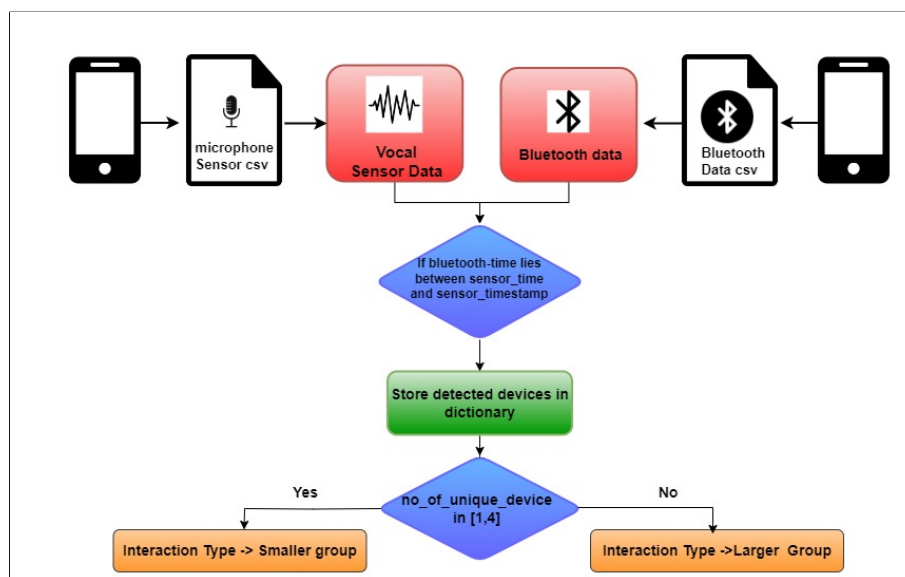 microphone
Sensor csv
Vocal
Sensor Data
Bluetooth data
Bluetooth
Data csv
If bluetooth-time lies
between sensor_time
and sensor_timestamp
Store detected devices in
dictionary
no_of_unique_device
in [1,4]
Yes
No
Interaction Type -> Smaller group
Interaction Type ->Larger Group